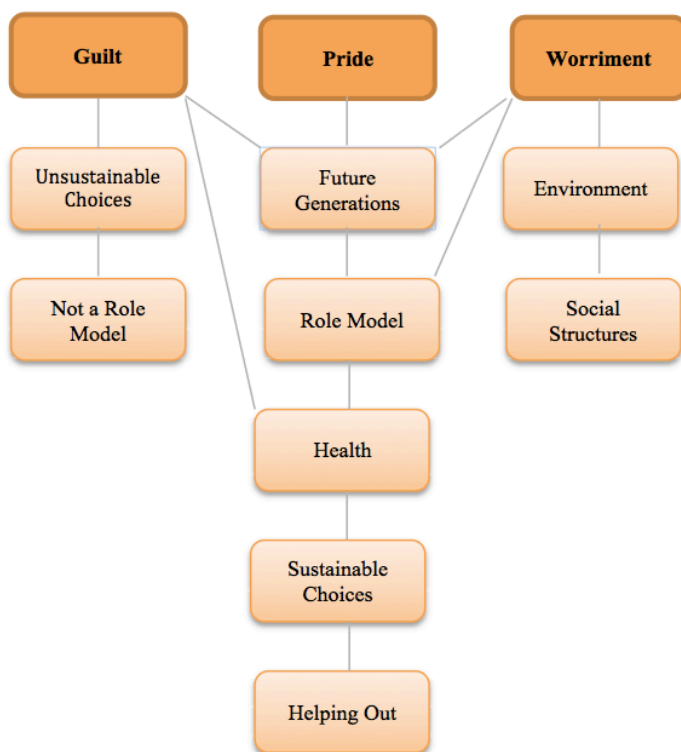 Guilt
Pride
Worriment
Unsustainable
Choices
Future
Generations
Environment
Not a Role
Model
Role Model
Social
Structures
Health
Sustainable
Choices
Helping Out